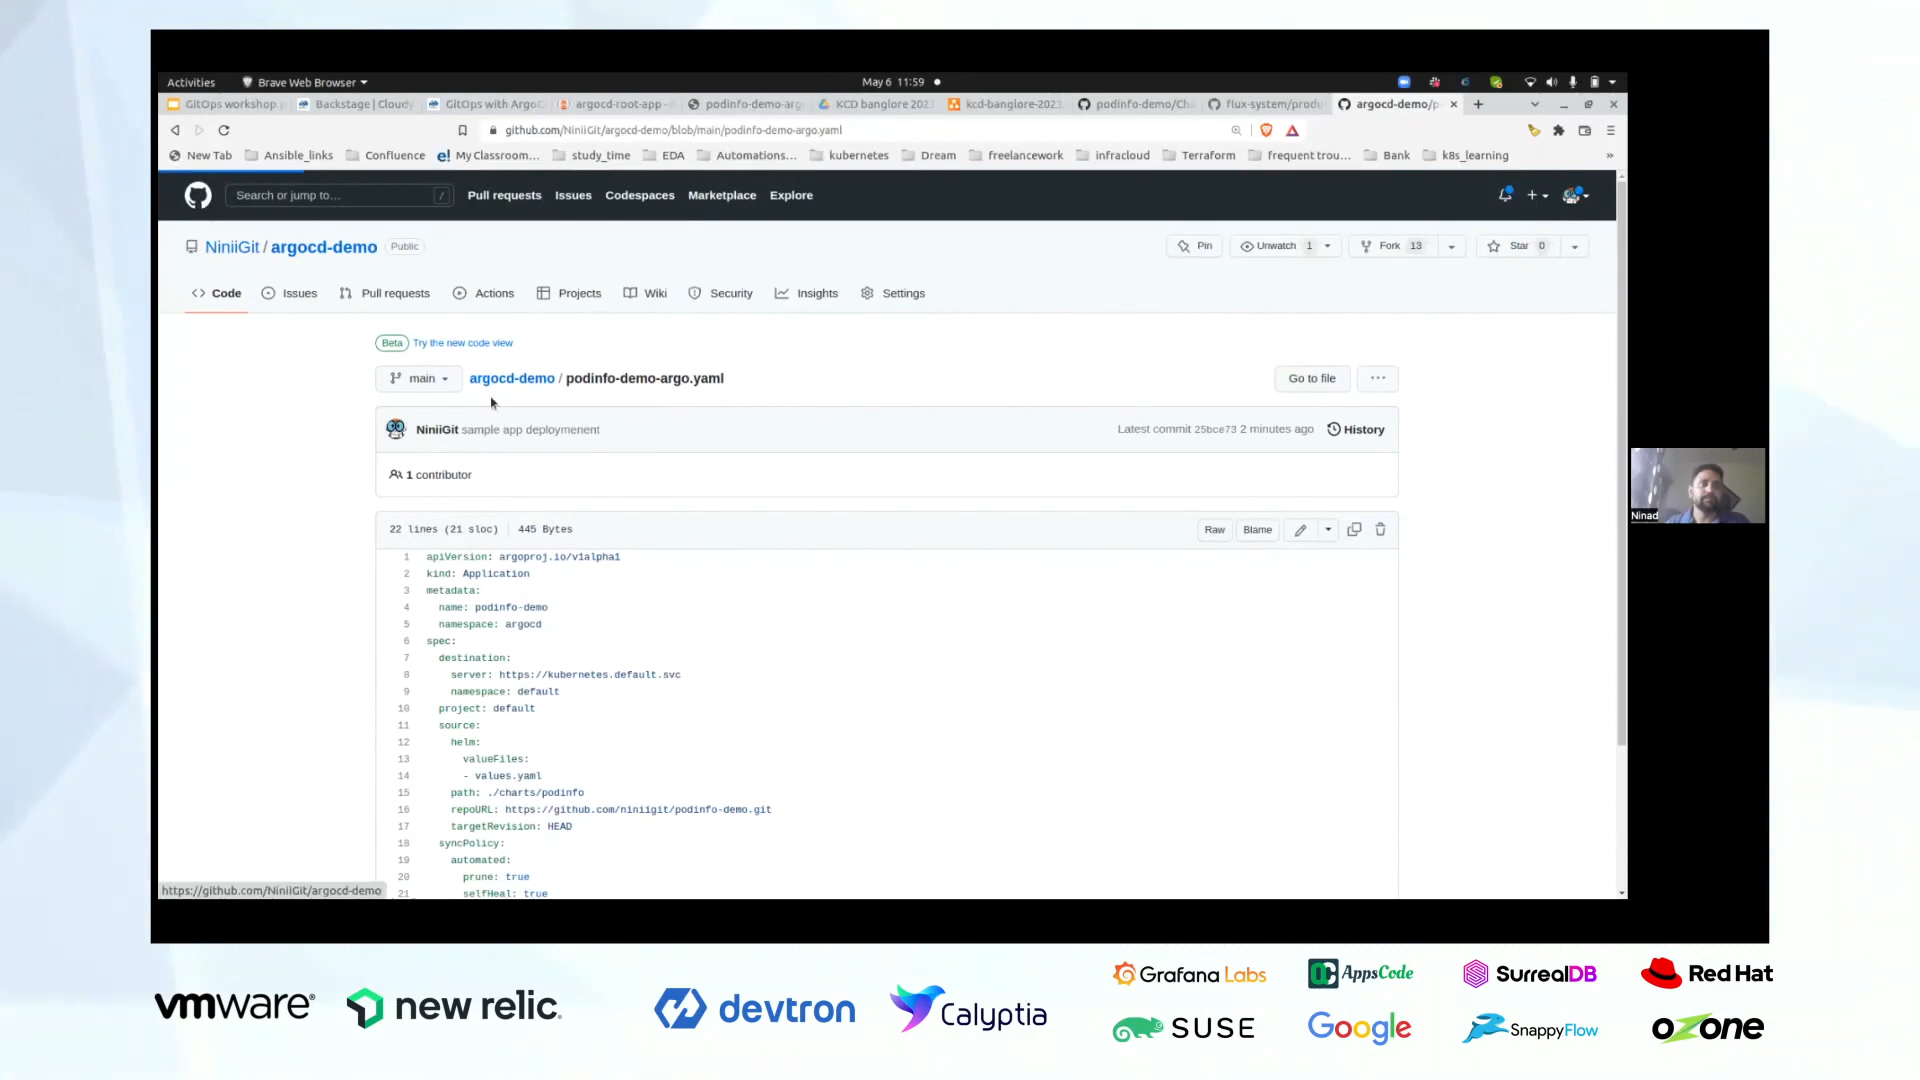 Activities
Brave Web Browser
May 6 11:59
GitOps workshop.p
Backstage | Cloudy
GitOps with ArgoC
argocd-root-app -
podinfo-demo-arg
KCD banglore 202
kcd-banglore-2023
podinfo-demo/Cha
flux-system/produ
argocd-demo/p
github.com/NiniiGit/argocd-demo/blob/main/podinfo-demo-argo.yaml
New Tab
Ansible_links
Confluence
My Classroom...
study_time
EDA
Automations...
kubernetes
Dream
freelancework
infracloud
Terraform
frequent trou...
Bank
k8s_learning
»
Search or jump to...
/
Pull requests
Issues
Codespaces
Marketplace
Explore
NiniiGit / argocd-demo
Public
Pin
Unwatch 1
Fork 13
Star 0
Code
Issues
Pull requests
Actions
Projects
Wiki
Security
Insights
Settings
Beta
Try the new code view
main
argocd-demo / podinfo-demo-argo.yaml
Go to file
NiniiGit sample app deploymenent
Latest commit 25bce73 2 minutes ago
History
1 contributor
22 lines (21 sloc)
445 Bytes
Raw
Blame
1 apiVersion: argoproj.io/v1alpha1
2 kind: Application
3 metadata:
4 name: podinfo-demo
5 namespace: argocd
6 spec:
7 destination:
8 server: https://kubernetes.default.svc
9 namespace: default
10 project: default
11 source:
12 helm:
13 valueFiles:
14 - values.yaml
15 path: ./charts/podinfo
16 repoURL: https://github.com/niniigit/podinfo-demo.git
17 targetRevision: HEAD
18 syncPolicy:
19 automated:
20 prune: true
21 selfHeal: true
https://github.com/NiniiGit/argocd-demo
Ninad
vmware
new relic.
devtron
Calyptia
Grafana Labs
AppsCode
SurrealDB
Red Hat
SUSE
Google
SnappyFlow
ozone